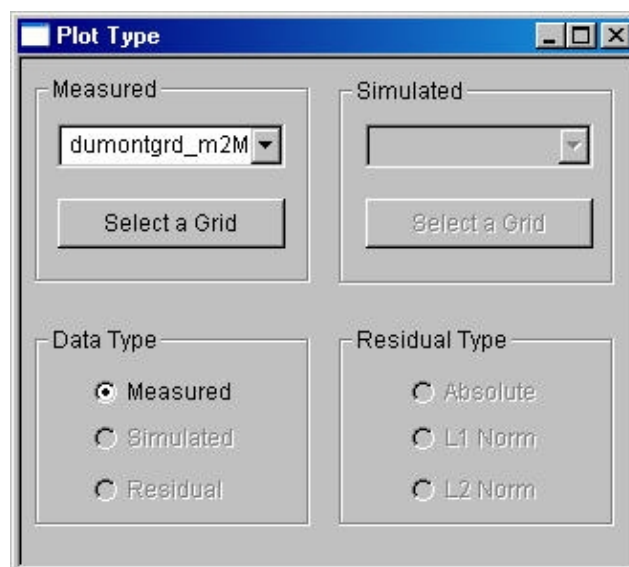 Plot Type
Measured
dumontgrd_m2M
Select a Grid
Simulated
Select a Grid
Data Type
Measured
Simulated
Residual
Residual Type
Absolute
L1 Norm
L2 Norm